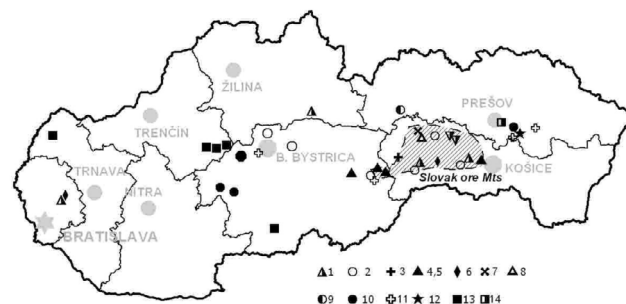 ŽILINA
PREŠOV
TRENČÍN
B. BYSTRICA
KOŠICE
TRNAVA
NITRA
Slovak ore Mts
BRATISLAVA
1 2 3 4,5 6 7 8
9 10 11 12 13 14